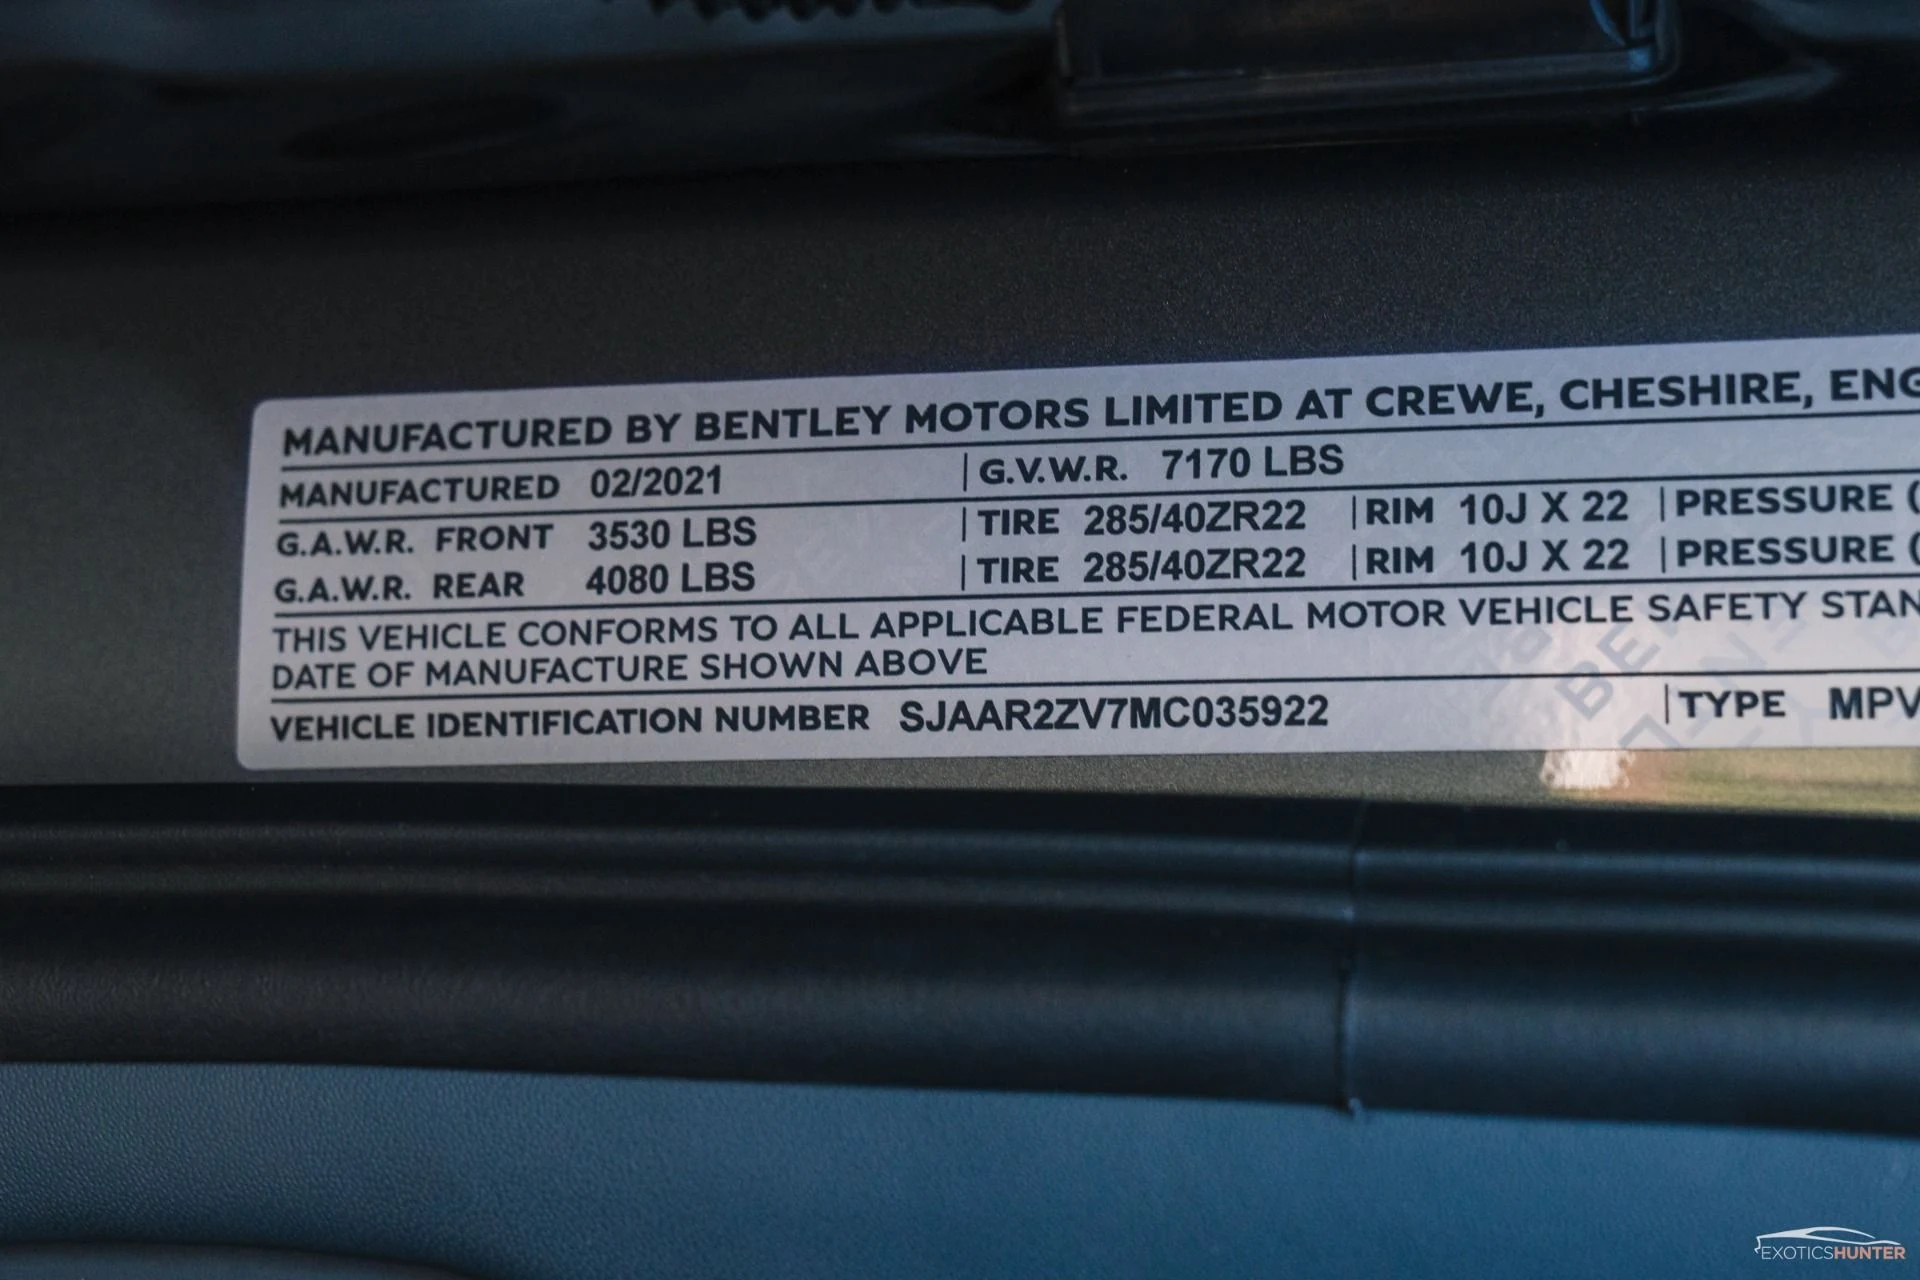 MANUFACTURED BY BENTLEY MOTORS LIMITED AT CREWE, CHESHIRE, ENG
MANUFACTURED 02/2021 | G.V.W.R. 7170 LBS
G.A.W.R. FRONT 3530 LBS | TIRE 285/40ZR22 | RIM 10J X 22 | PRESSURE (
G.A.W.R. REAR 4080 LBS | TIRE 285/40ZR22 | RIM 10J X 22 | PRESSURE (
THIS VEHICLE CONFORMS TO ALL APPLICABLE FEDERAL MOTOR VEHICLE SAFETY STAN
DATE OF MANUFACTURE SHOWN ABOVE
VEHICLE IDENTIFICATION NUMBER SJAAR2ZV7MC035922 | TYPE MPV
EXOTICSHUNTER